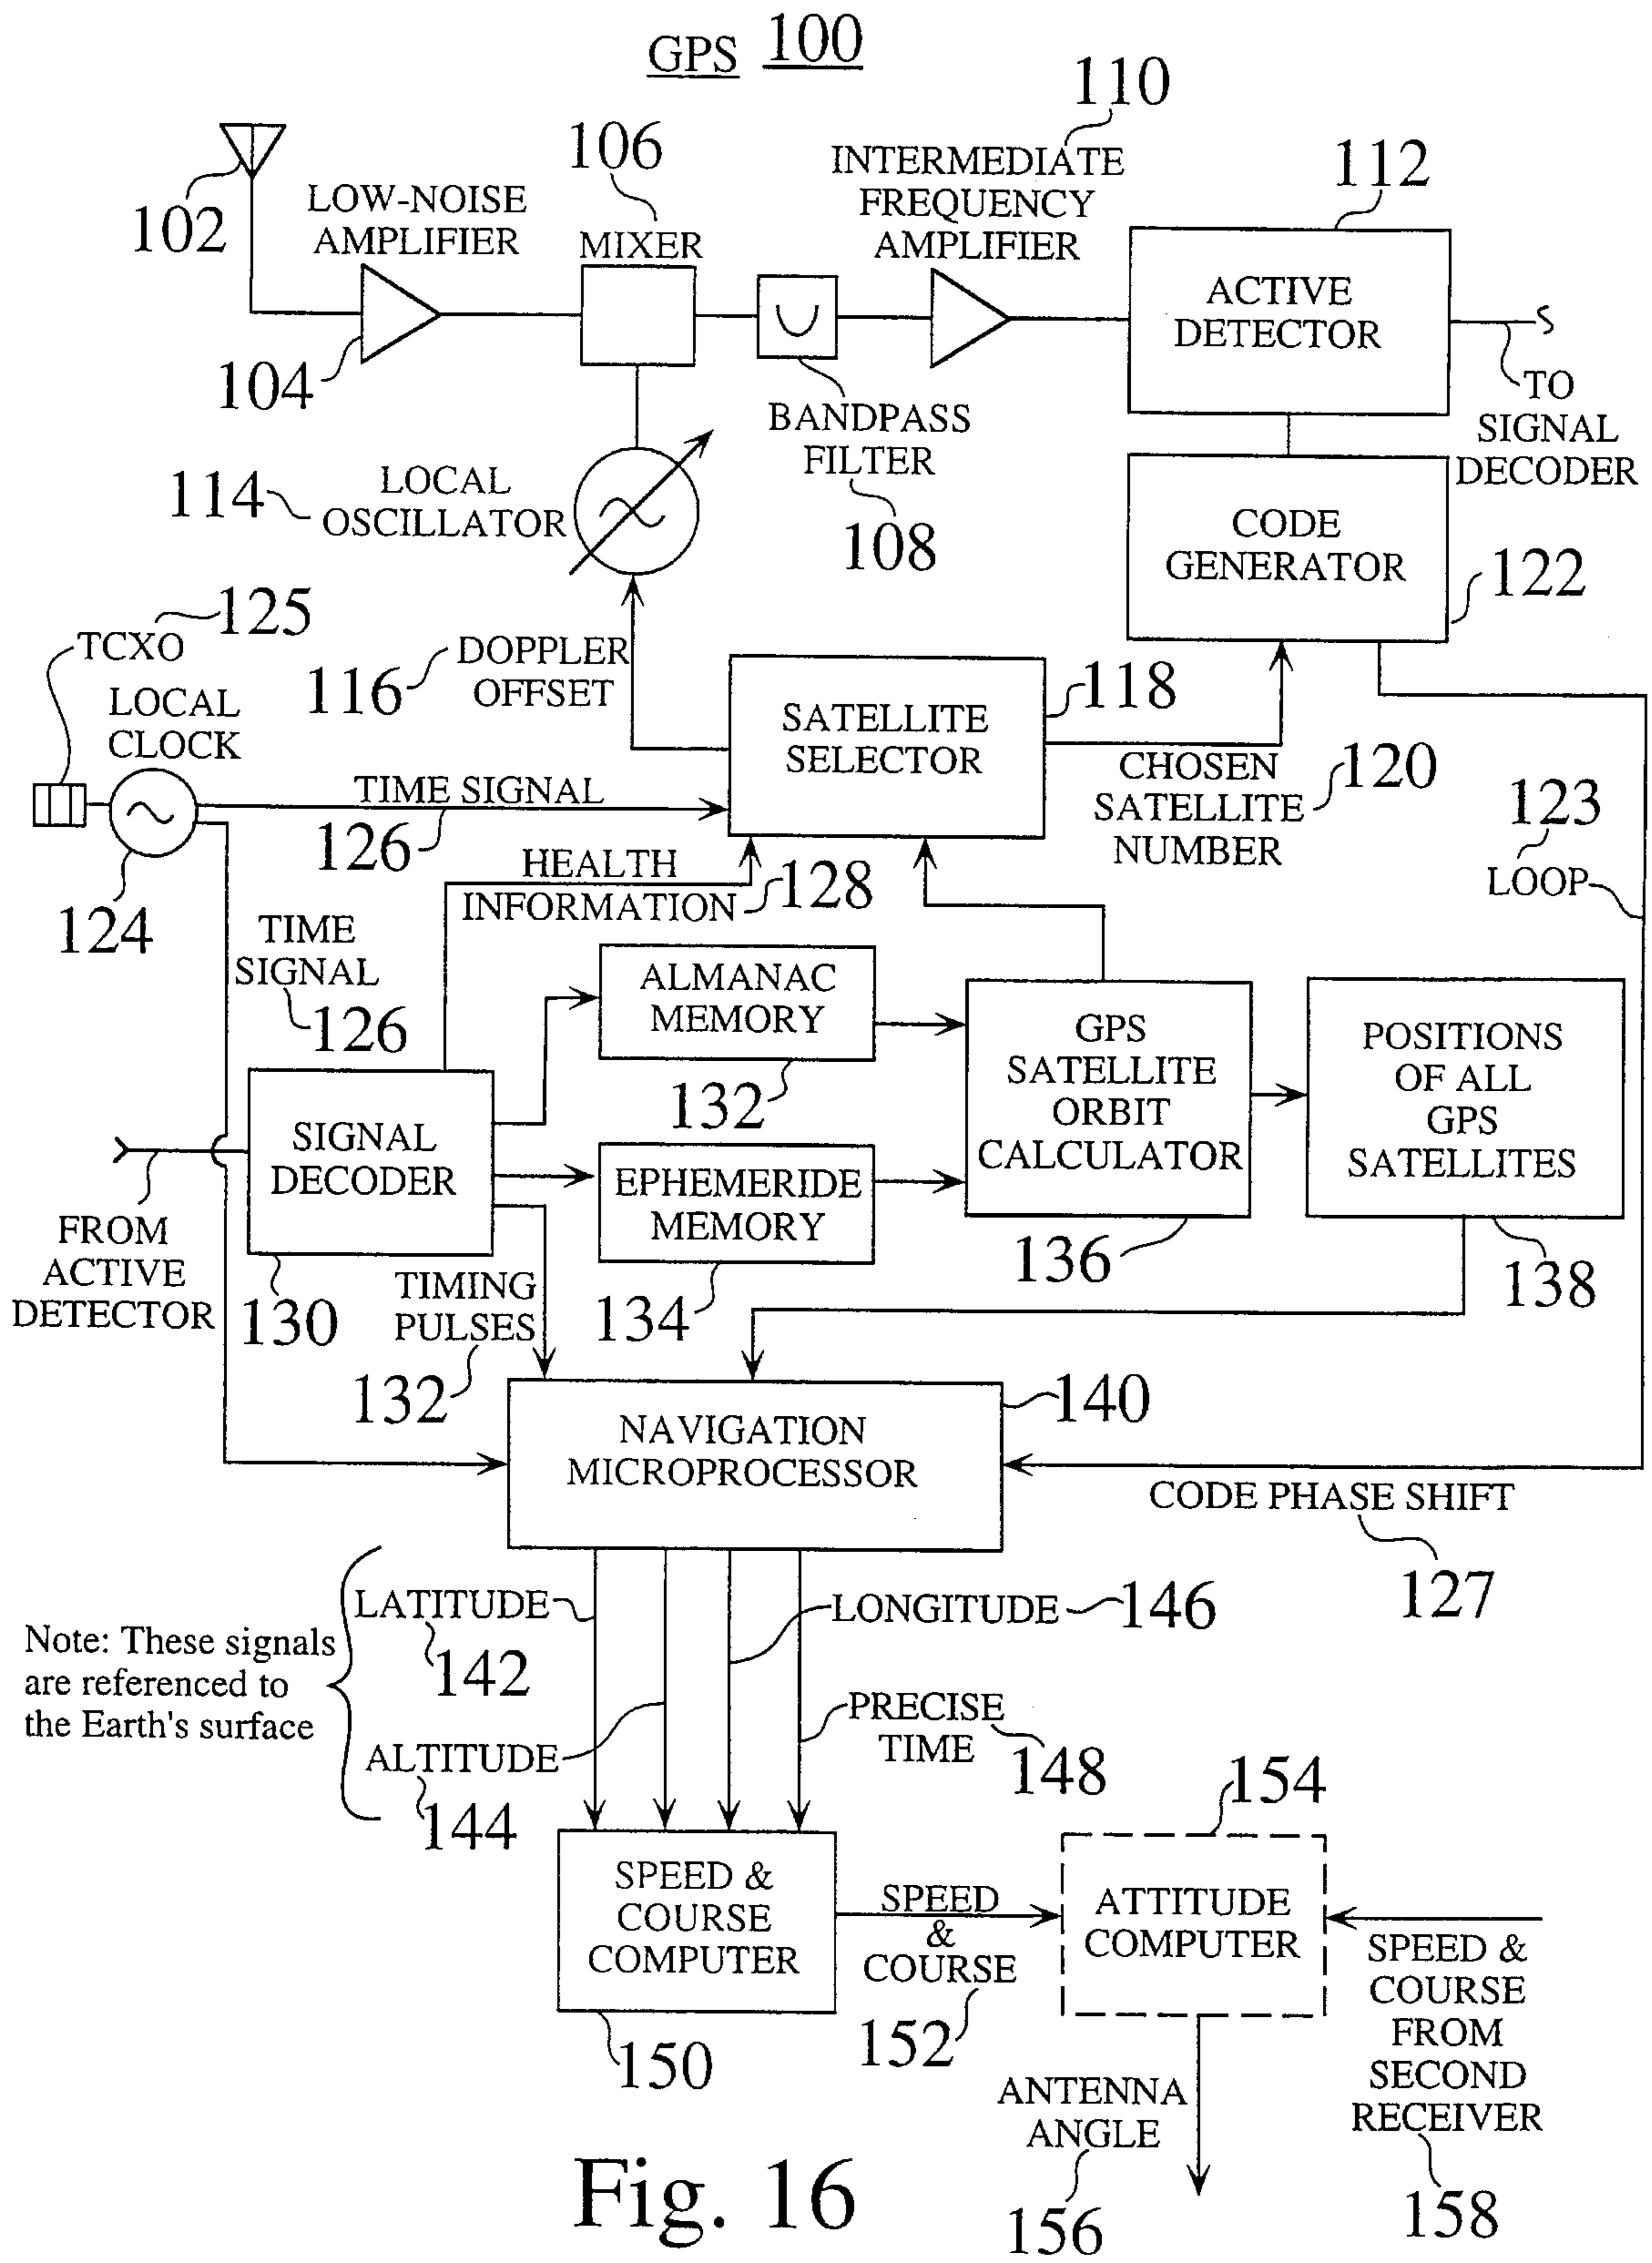 GPS 100
110
106
INTERMEDIATE
FREQUENCY
AMPLIFIER
112
102
LOW-NOISE
AMPLIFIER
MIXER
ACTIVE
DETECTOR
104
BANDPASS
FILTER
108
TO
SIGNAL
DECODER
114
LOCAL
OSCILLATOR
CODE
GENERATOR
122
125
TCXO
LOCAL
CLOCK
116
DOPPLER
OFFSET
SATELLITE
SELECTOR
118
CHOSEN
SATELLITE
NUMBER
120
TIME SIGNAL
126
123
LOOP
124
HEALTH
INFORMATION
128
TIME
SIGNAL
126
ALMANAC
MEMORY
132
GPS
SATELLITE
ORBIT
CALCULATOR
136
POSITIONS
OF ALL
GPS
SATELLITES
138
SIGNAL
DECODER
130
EPHEMERIDE
MEMORY
134
FROM
ACTIVE
DETECTOR
TIMING
PULSES
132
NAVIGATION
MICROPROCESSOR
140
CODE PHASE SHIFT
127
LATITUDE
142
LONGITUDE
146
Note: These signals
are referenced to
the Earth's surface
ALTITUDE
144
PRECISE
TIME
148
154
SPEED &
COURSE
COMPUTER
150
SPEED
&
COURSE
152
ATTITUDE
COMPUTER
SPEED &
COURSE
FROM
SECOND
RECEIVER
158
ANTENNA
ANGLE
156
Fig. 16